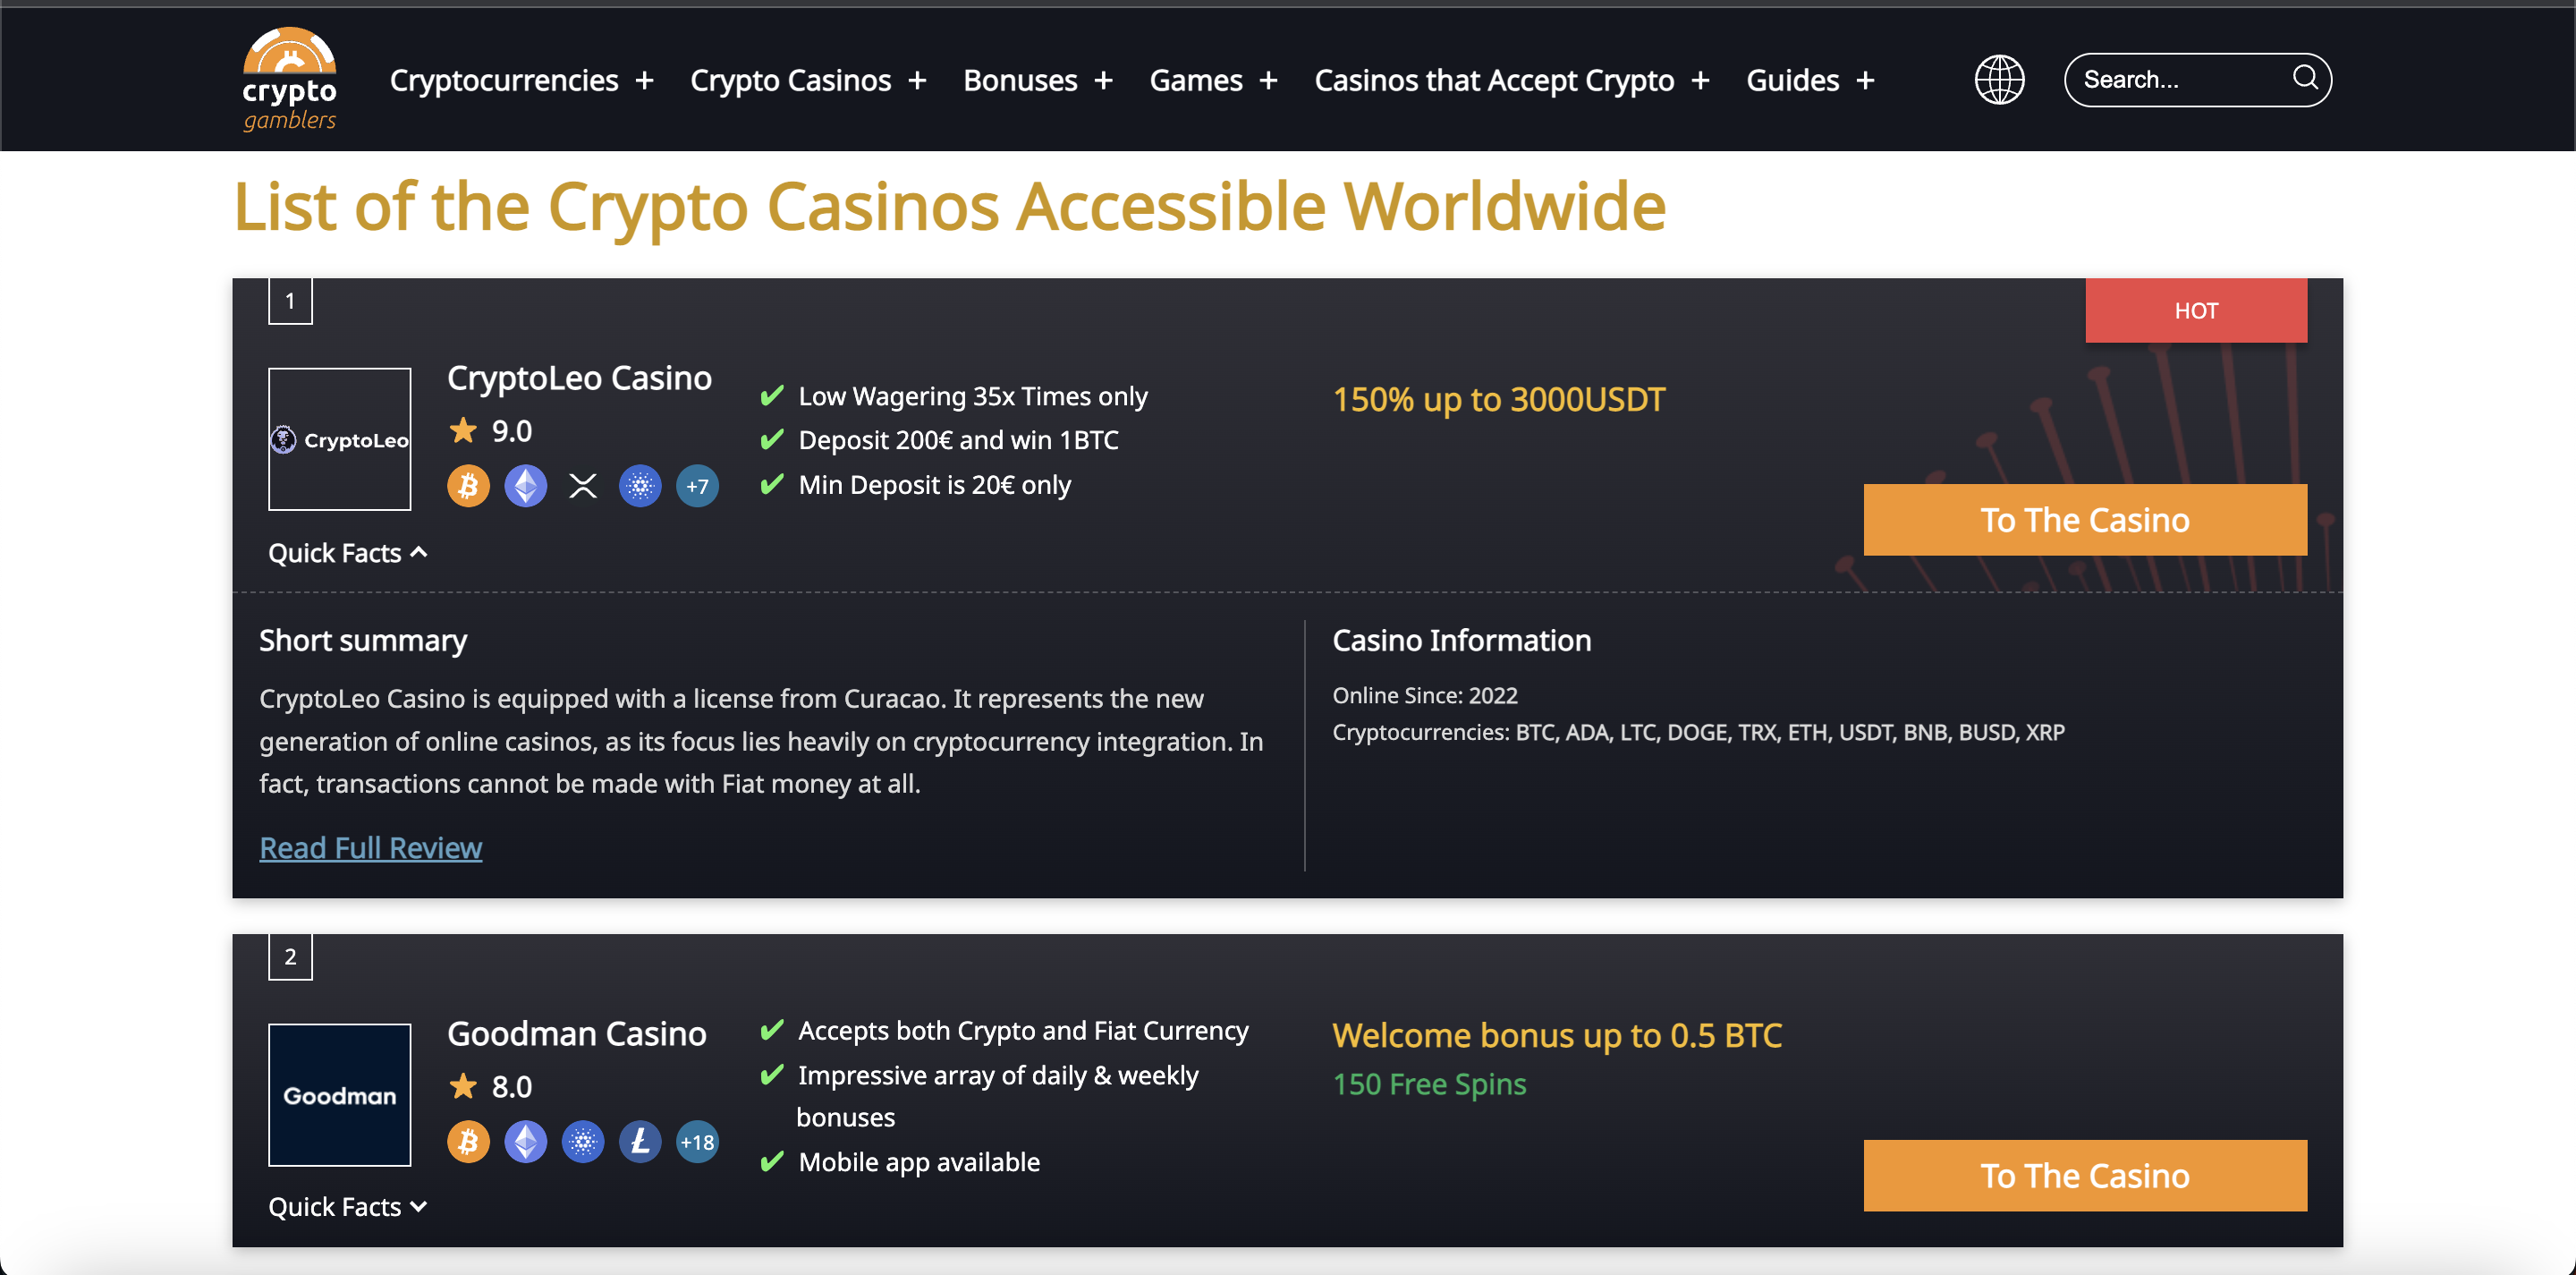 crypto
gamblers
Cryptocurrencies + Crypto Casinos + Bonuses + Games + Casinos that Accept Crypto + Guides +
Search...
List of the Crypto Casinos Accessible Worldwide
1
HOT
CryptoLeo
CryptoLeo Casino
9.0
+7
✔ Low Wagering 35x Times only
✔ Deposit 200€ and win 1BTC
✔ Min Deposit is 20€ only
150% up to 3000USDT
To The Casino
Quick Facts
Short summary
CryptoLeo Casino is equipped with a license from Curacao. It represents the new
generation of online casinos, as its focus lies heavily on cryptocurrency integration. In
fact, transactions cannot be made with Fiat money at all.
Read Full Review
Casino Information
Online Since: 2022
Cryptocurrencies: BTC, ADA, LTC, DOGE, TRX, ETH, USDT, BNB, BUSD, XRP
2
Goodman
Goodman Casino
8.0
+18
✔ Accepts both Crypto and Fiat Currency
✔ Impressive array of daily & weekly
bonuses
✔ Mobile app available
Welcome bonus up to 0.5 BTC
150 Free Spins
To The Casino
Quick Facts